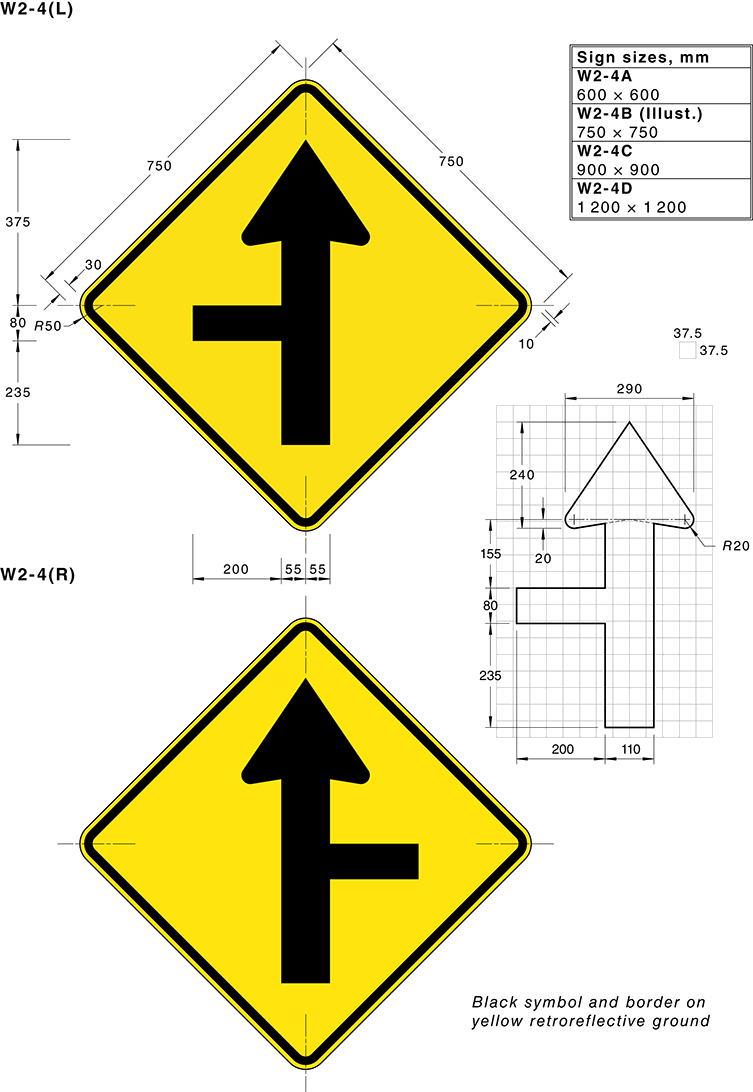 W2-4(L)
750
750
375
30
80
R50
10
235
200
55
55
Sign sizes, mm
W2-4A
600 × 600
W2-4B (Illust.)
750 × 750
W2-4C
900 × 900
W2-4D
1 200 × 1 200
37.5
37.5
290
240
20
R20
155
80
235
200
110
W2-4(R)
Black symbol and border on
yellow retroreflective ground